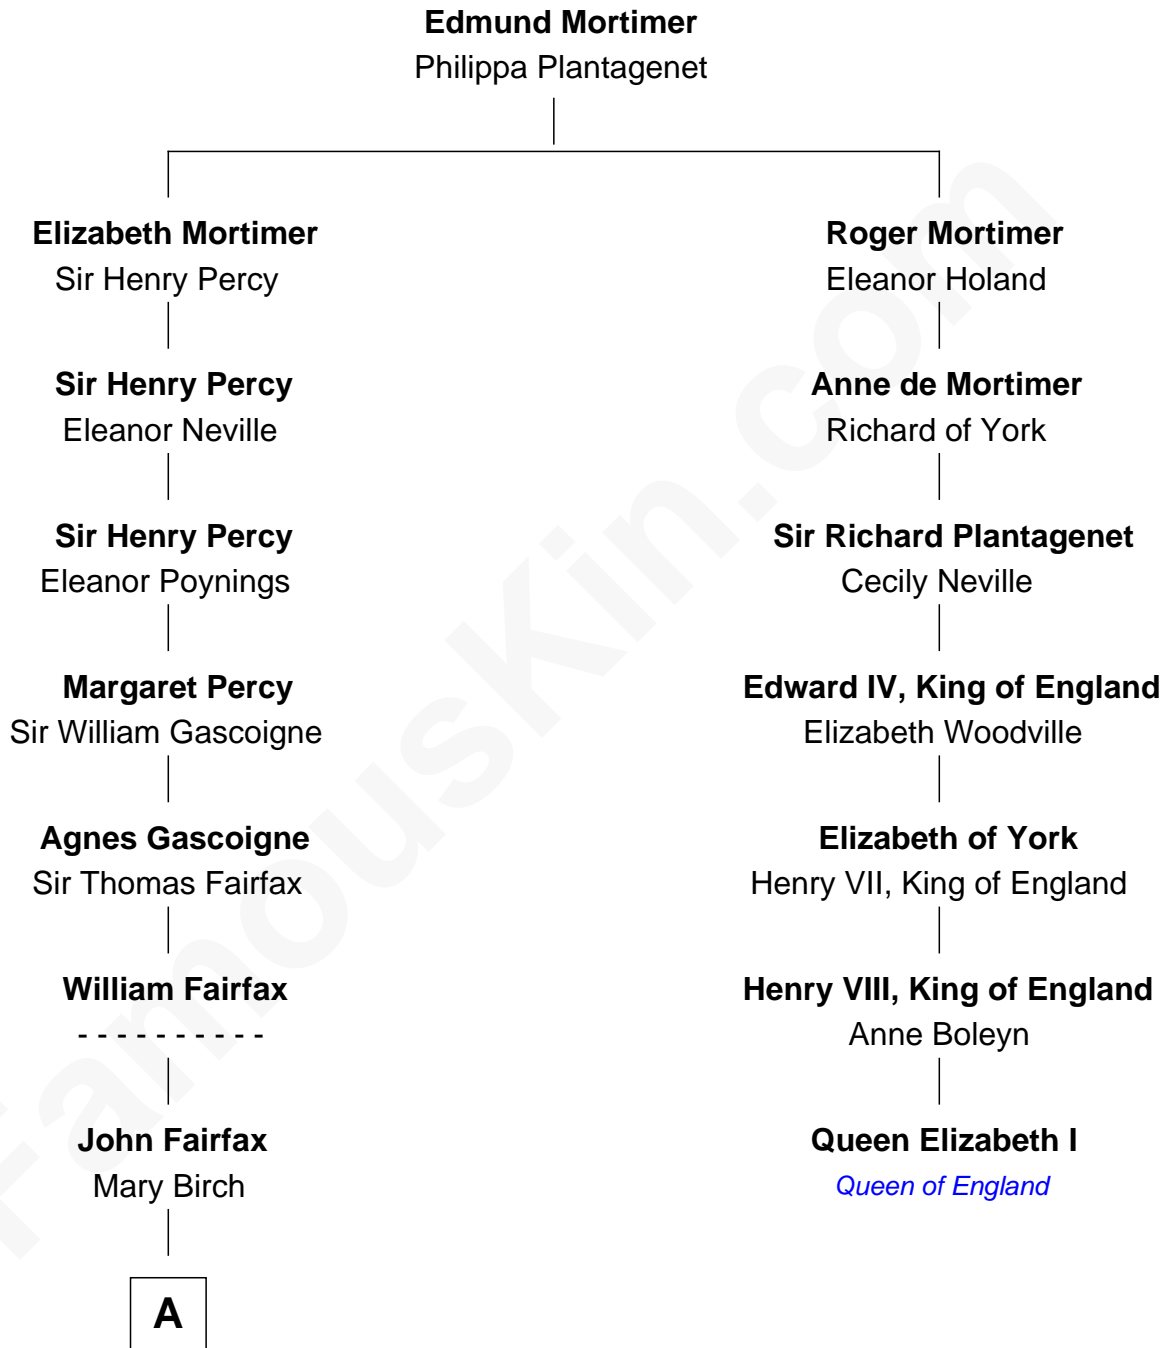 Edmund Mortimer
Philippa Plantagenet
Elizabeth Mortimer
Sir Henry Percy
Roger Mortimer
Eleanor Holand
Sir Henry Percy
Eleanor Neville
Anne de Mortimer
Richard of York
Sir Henry Percy
Eleanor Poynings
Sir Richard Plantagenet
Cecily Neville
Margaret Percy
Sir William Gascoigne
Edward IV, King of England
Elizabeth Woodville
Agnes Gascoigne
Sir Thomas Fairfax
Elizabeth of York
Henry VII, King of England
William Fairfax
- - - - - - - - - -
Henry VIII, King of England
Anne Boleyn
John Fairfax
Mary Birch
Queen Elizabeth I
Queen of England
A
FamousKin.com